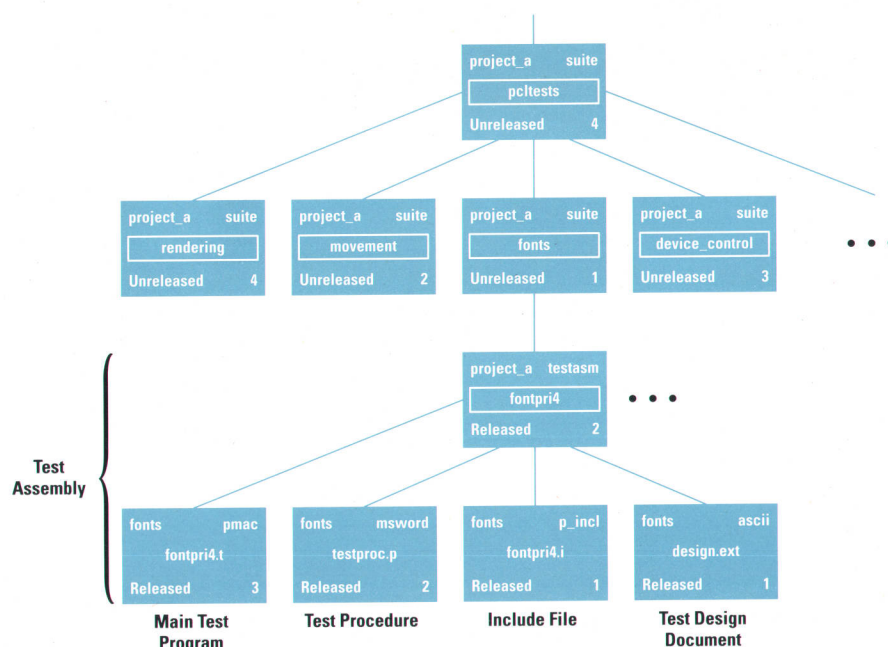 project_a suite
pcltests
Unreleased 4
project_a suite
rendering
Unreleased 4
project_a suite
movement
Unreleased 2
project_a suite
fonts
Unreleased 1
project_a suite
device_control
Unreleased 3
• • •
project_a testasm
fontpri4
Released 2
• • •
Test
Assembly
fonts pmac
fontpri4.t
Released 3
fonts msword
testproc.p
Released 2
fonts p_incl
fontpri4.i
Released 1
fonts ascii
design.ext
Released 1
Main Test
Program
Test Procedure
Include File
Test Design
Document